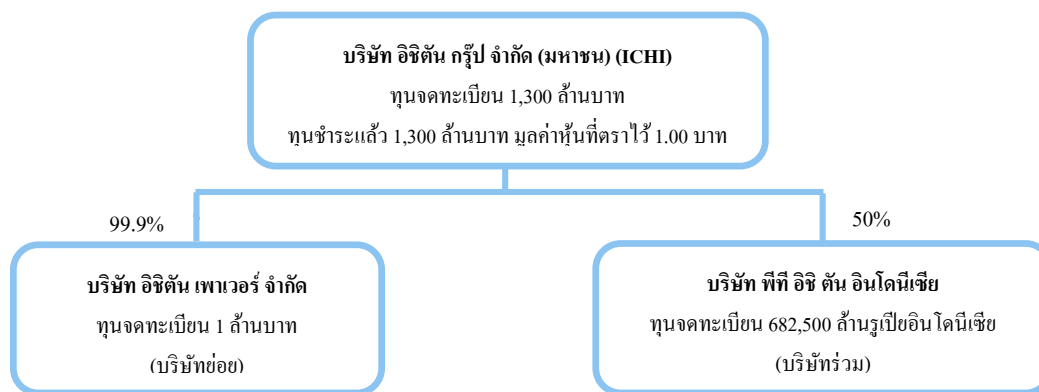 บริษัท อิชิตัน กรุ๊ป จำกัด (มหาชน) (ICHI)
ทุนจดทะเบียน 1,300 ล้านบาท
ทุนชำระแล้ว 1,300 ล้านบาท มูลค่าหุ้นที่ตราไว้ 1.00 บาท
99.9%
50%
บริษัท อิชิตัน เพาเวอร์ จำกัด
ทุนจดทะเบียน 1 ล้านบาท
(บริษัทย่อย)
บริษัท พีที อิชิ ตัน อินโดนีเซีย
ทุนจดทะเบียน 682,500 ล้านรูเปียอินโดนีเซีย
(บริษัทร่วม)